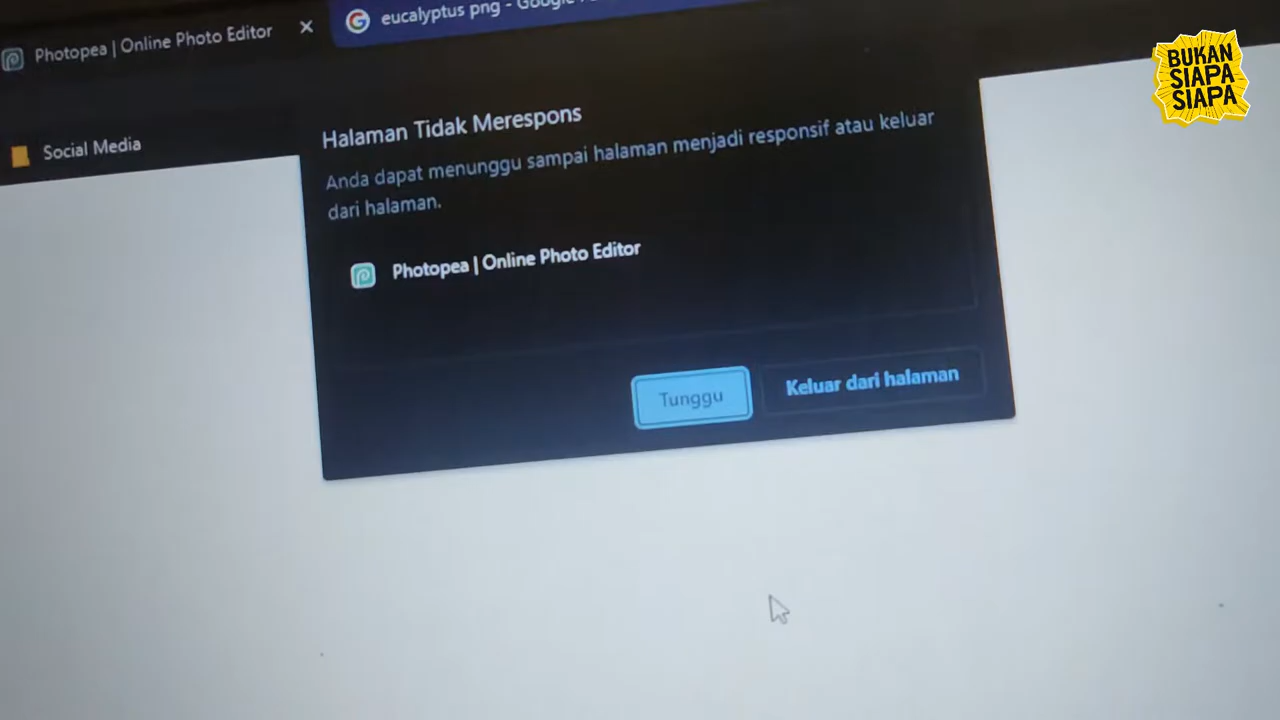 Photopea | Online Photo Editor
eucalyptus png - Google
BUKAN
SIAPA
SIAPA
Social Media
Halaman Tidak Merespons
Anda dapat menunggu sampai halaman menjadi responsif atau keluar
dari halaman.
Photopea | Online Photo Editor
Tunggu
Keluar dari halaman